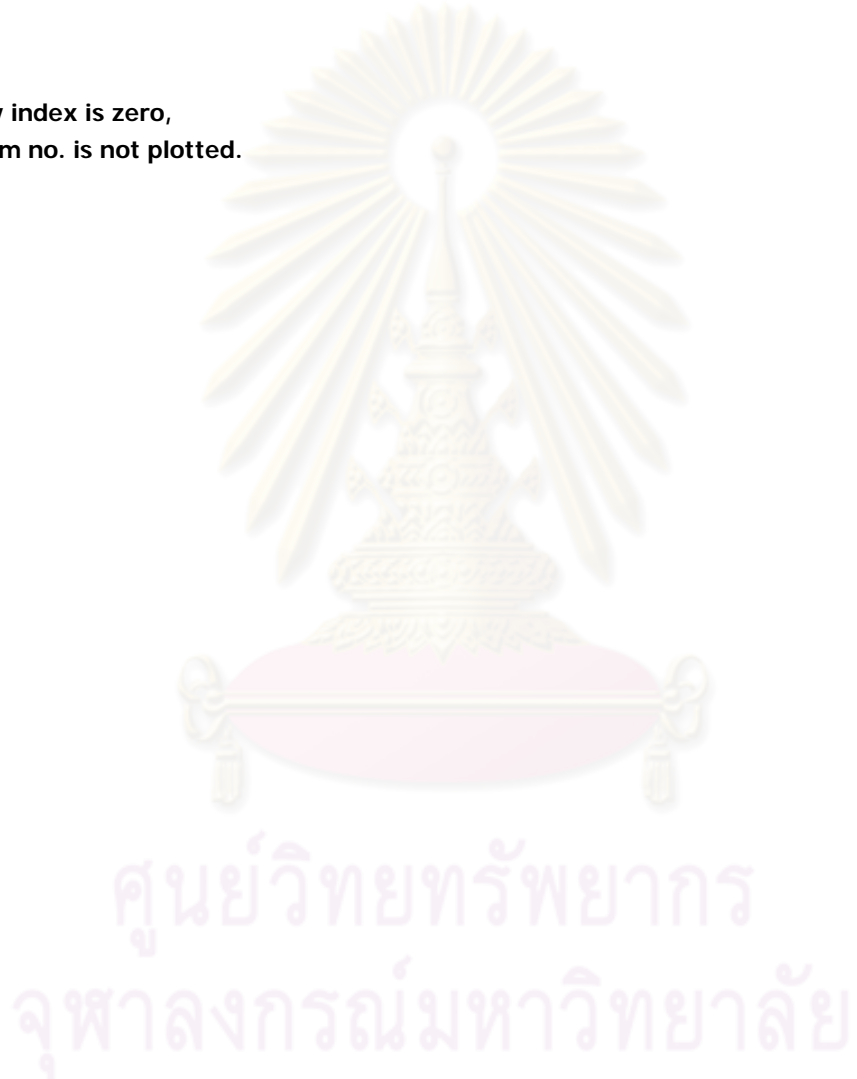 index is zero,
no. is not plotted.
ศูนย์วิทยทรัพยากร
จุฬาลงกรณ์มหาวิทยาลัย